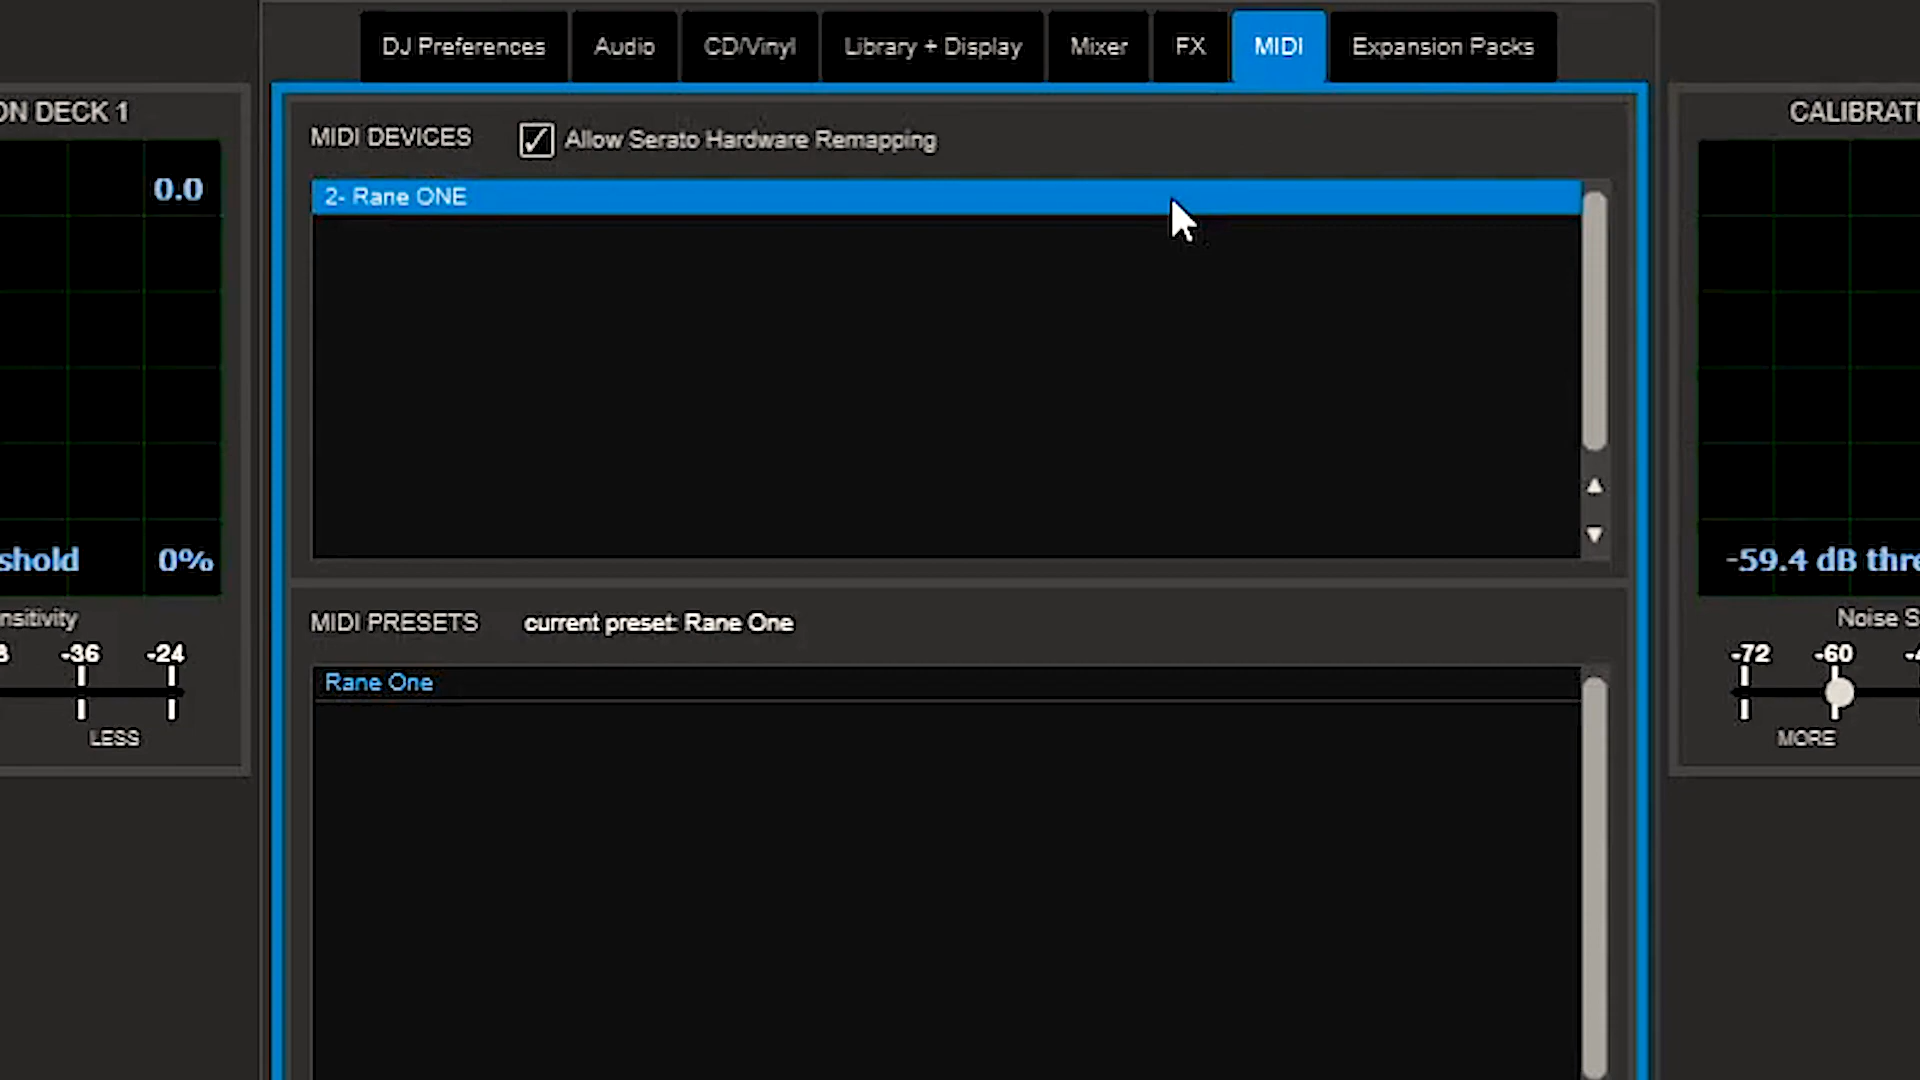 DJ Preferences
Audio
CD/Vinyl
Library + Display
Mixer
FX
MIDI
Expansion Packs
ON DECK 1
0.0
shold 0%
nsitivity
-36 -24
LESS
MIDI DEVICES
Allow Serato Hardware Remapping
2- Rane ONE
MIDI PRESETS
current preset: Rane One
Rane One
CALIBRAT
-59.4 dB thre
Noise S
-72 -60
MORE